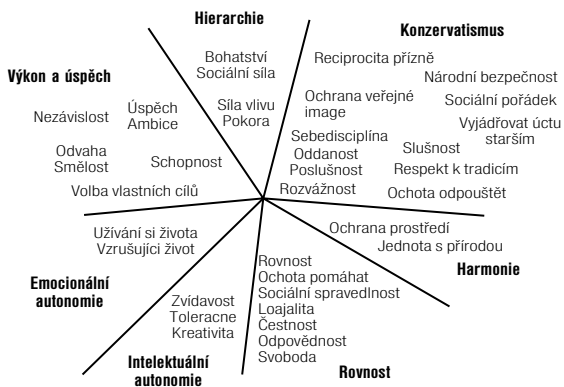 Hierarchie
Bohatství
Sociální síla
Síla vlivu
Pokora
Konzervatismus
Reciprocita přízně
Národní bezpečnost
Ochrana veřejné
image
Sociální pořádek
Vyjádřovat úctu
starším
Sebedisciplína
Oddanost
Poslušnost
Rozvážnost
Slušnost
Respekt k tradicím
Ochota odpouštět
Výkon a úspěch
Nezávislost
Úspěch
Ambice
Odvaha
Smělost
Schopnost
Volba vlastních cílů
Užívání si života
Vzrušujíci život
Emocionální
autonomie
Zvídavost
Toleracne
Kreativita
Intelektuální
autonomie
Rovnost
Ochota pomáhat
Sociální spravedlnost
Loajalita
Čestnost
Odpovědnost
Svoboda
Rovnost
Ochrana prostředí
Jednota s přírodou
Harmonie